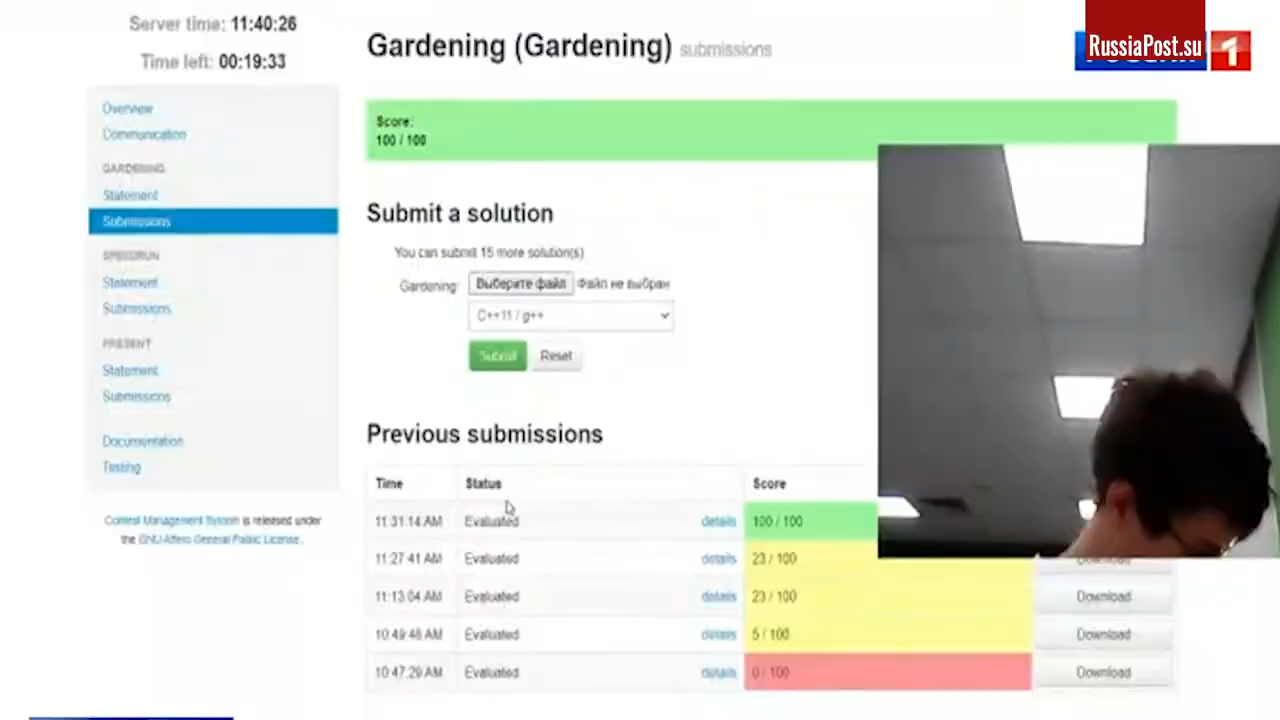 Server time: 11:40:26
Time left: 00:19:33
Overview
Communication
GARDENING
Statement
Submissions
SPEEDRUN
Statement
Submissions
PRESENT
Statement
Submissions
Documentation
Testing
Contest Management System is released under
the GNU Affero General Public License.
RussiaPost.su
1
Gardening (Gardening) submissions
Score:
100 / 100
Submit a solution
You can submit 15 more solution(s)
Gardening: Выберите файл Файл не выбран
C++11 / g++
Submit Reset
Previous submissions
Time Status Score
11:31:14 AM Evaluated details 100 / 100
11:27:41 AM Evaluated details 23 / 100 Download
11:13:04 AM Evaluated details 23 / 100 Download
10:49:48 AM Evaluated details 5 / 100 Download
10:47:29 AM Evaluated details 0 / 100 Download